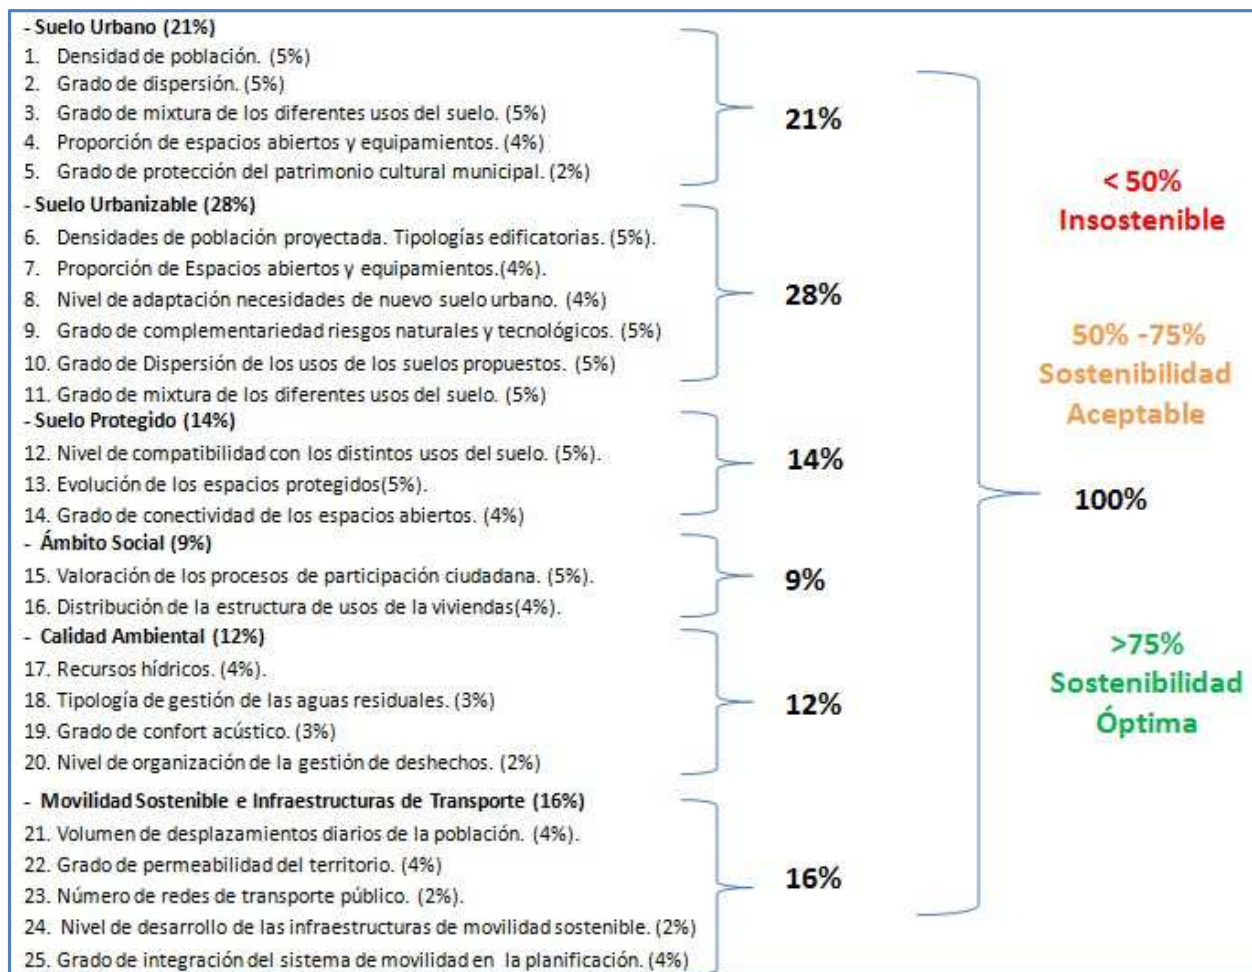 - Suelo Urbano (21%)
1. Densidad de población. (5%)
2. Grado de dispersión. (5%)
3. Grado de mixtura de los diferentes usos del suelo. (5%)
4. Proporción de espacios abiertos y equipamientos. (4%)
5. Grado de protección del patrimonio cultural municipal. (2%)
21%
- Suelo Urbanizable (28%)
6. Densidades de población proyectada. Tipologías edificatorias. (5%).
7. Proporción de Espacios abiertos y equipamientos.(4%).
8. Nivel de adaptación necesidades de nuevo suelo urbano. (4%)
9. Grado de complementariedad riesgos naturales y tecnológicos. (5%)
10. Grado de Dispersión de los usos de los suelos propuestos. (5%)
11. Grado de mixtura de los diferentes usos del suelo. (5%)
28%
- Suelo Protegido (14%)
12. Nivel de compatibilidad con los distintos usos del suelo. (5%).
13. Evolución de los espacios protegidos(5%).
14. Grado de conectividad de los espacios abiertos. (4%)
14%
- Ámbito Social (9%)
15. Valoración de los procesos de participación ciudadana. (5%).
16. Distribución de la estructura de usos de la viviendas(4%).
9%
- Calidad Ambiental (12%)
17. Recursos hídricos. (4%).
18. Tipología de gestión de las aguas residuales. (3%)
19. Grado de confort acústico. (3%)
20. Nivel de organización de la gestión de deshechos. (2%)
12%
- Movilidad Sostenible e Infraestructuras de Transporte (16%)
21. Volumen de desplazamientos diarios de la población. (4%).
22. Grado de permeabilidad del territorio. (4%)
23. Número de redes de transporte público. (2%).
24. Nivel de desarrollo de las infraestructuras de movilidad sostenible. (2%)
25. Grado de integración del sistema de movilidad en la planificación. (4%)
16%
< 50%
Insostenible
50% -75%
Sostenibilidad
Aceptable
100%
>75%
Sostenibilidad
Óptima